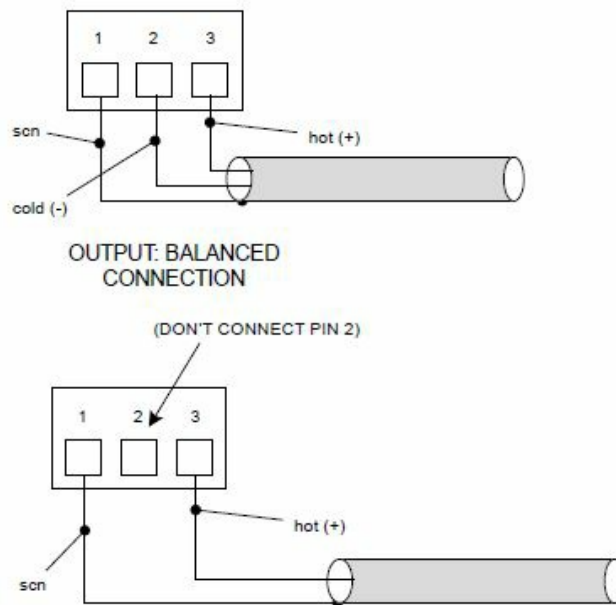 1 2 3
scn
hot (+)
cold (-)
OUTPUT: BALANCED
CONNECTION
(DON'T CONNECT PIN 2)
1 2 3
hot (+)
scn